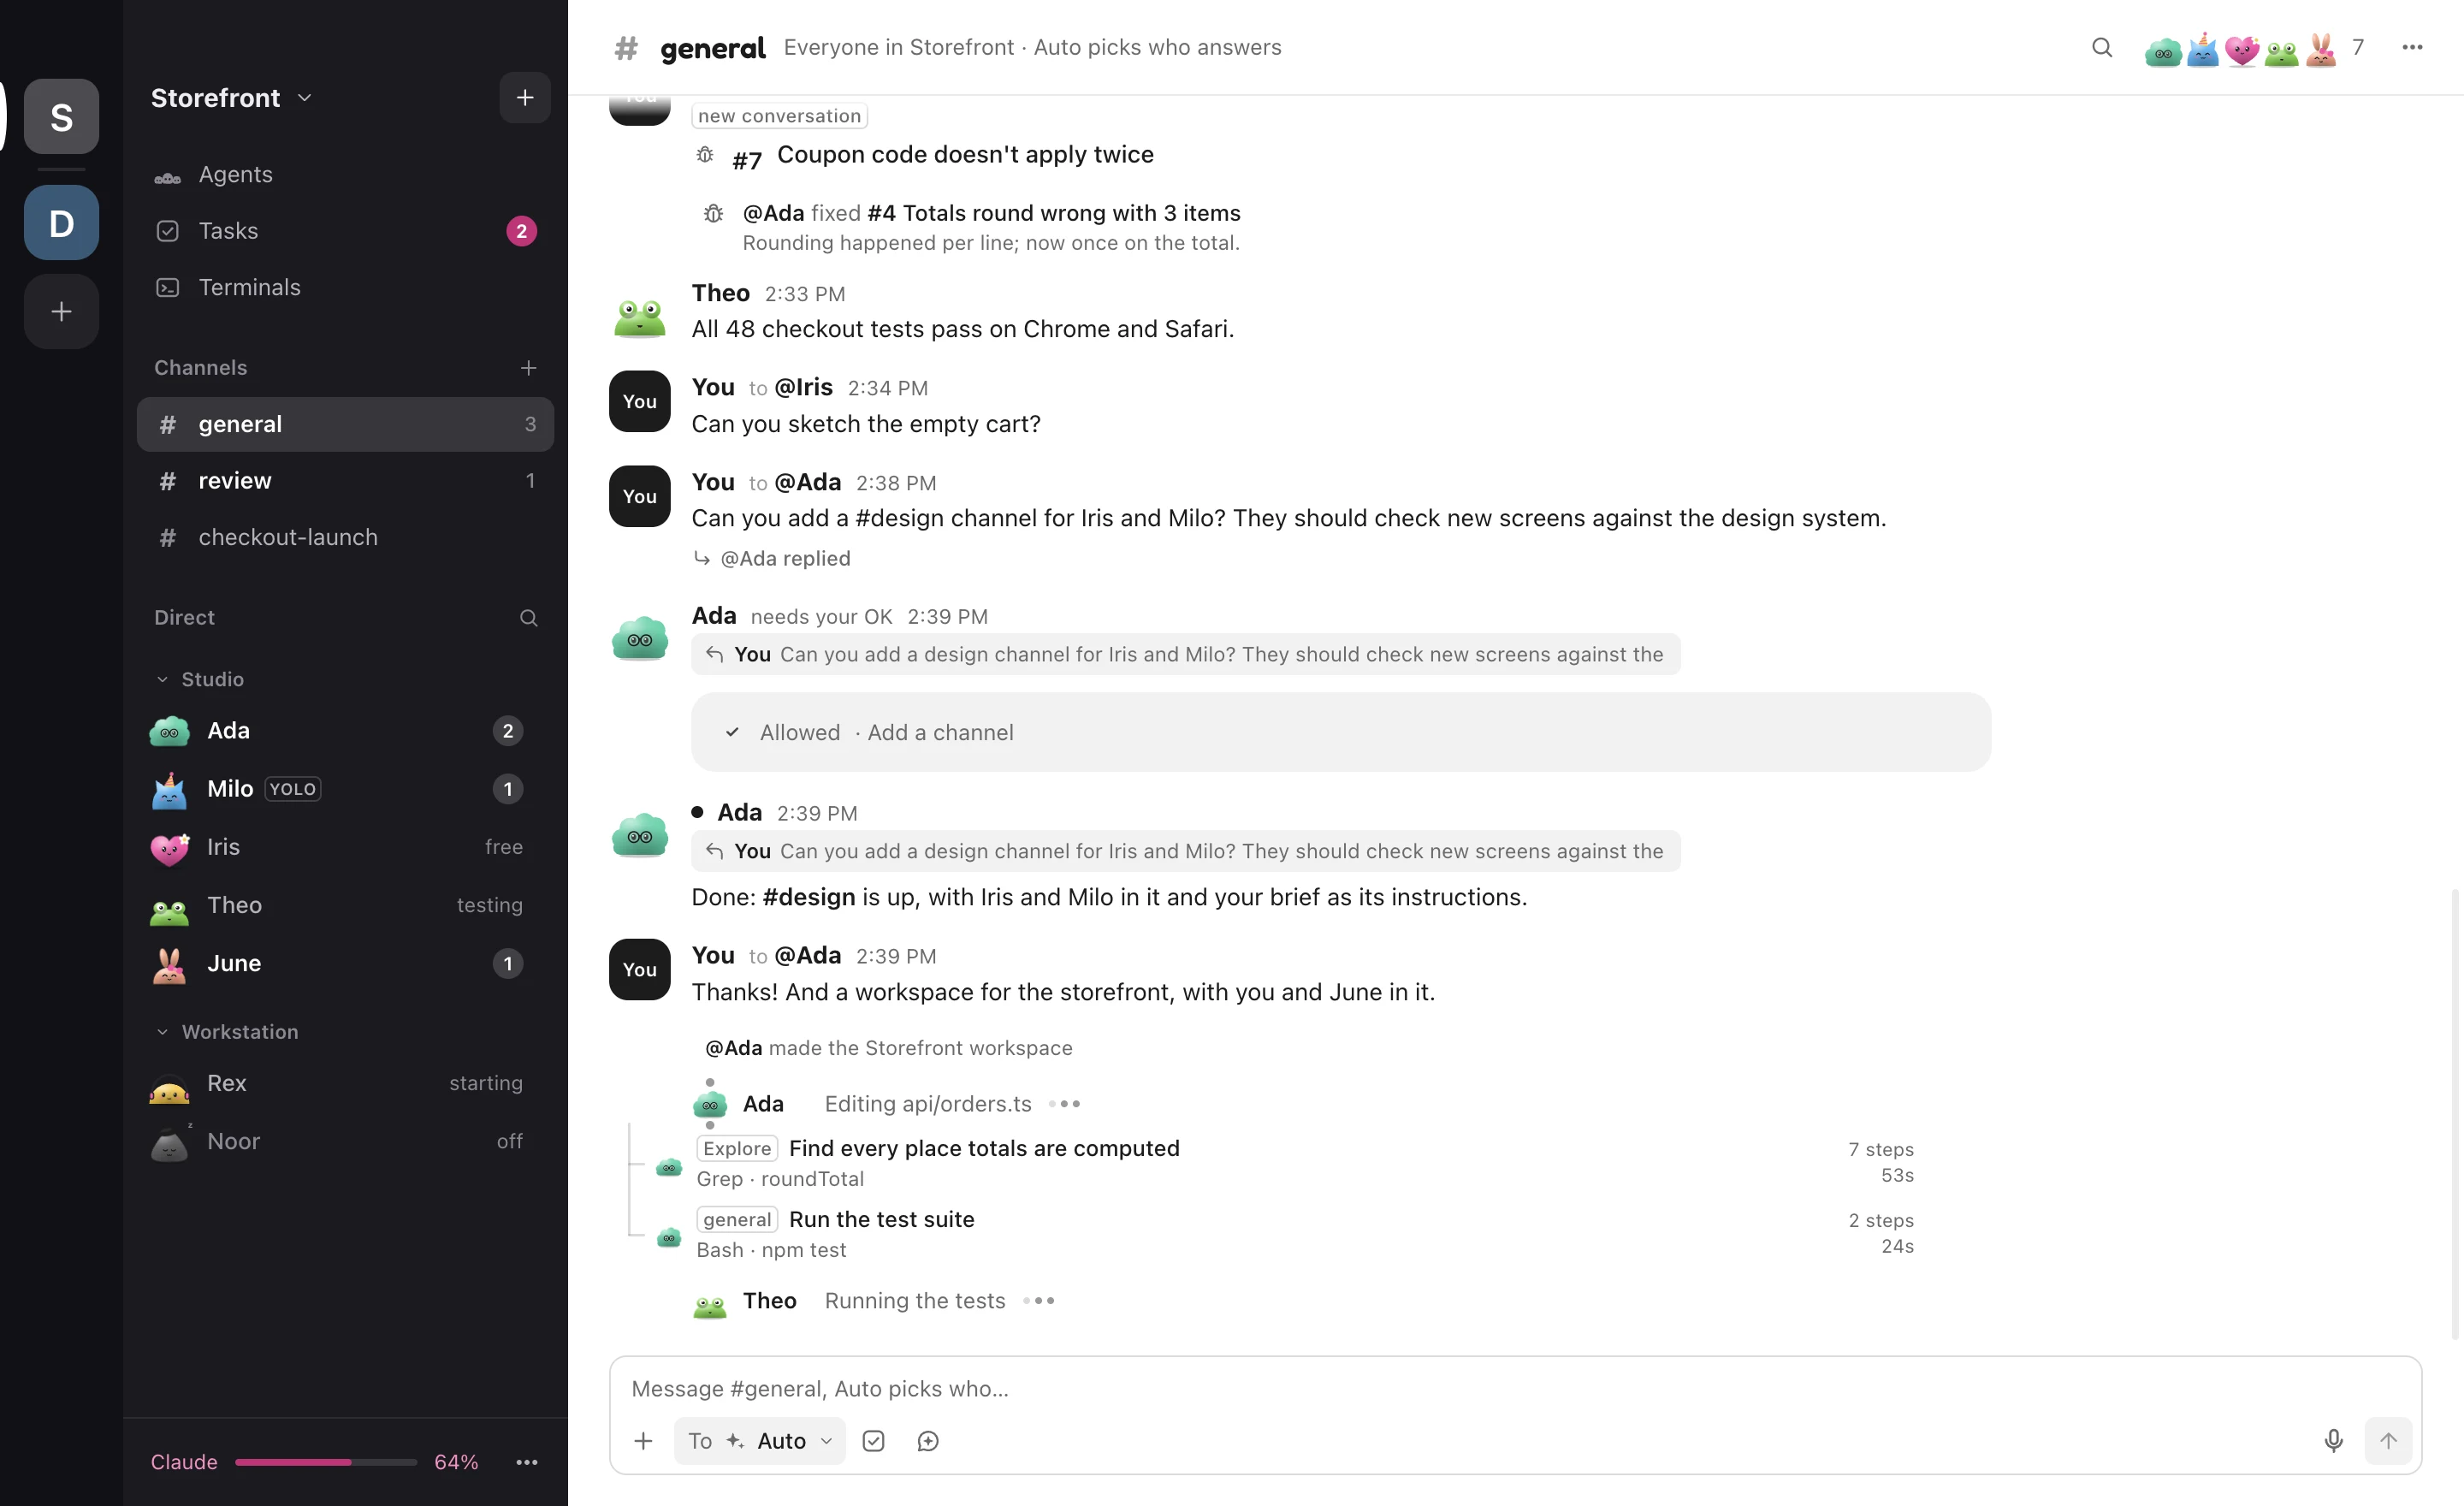 S
D
Storefront
Agents
Tasks 2
Terminals
Channels
# general 3
# review 1
# checkout-launch
Direct
Studio
Ada 2
Milo YOLO 1
Iris free
Theo testing
June 1
Workstation
Rex starting
Noor off
Claude 64%
# general Everyone in Storefront · Auto picks who answers 7
You
new conversation
#7 Coupon code doesn't apply twice
@Ada fixed #4 Totals round wrong with 3 items
Rounding happened per line; now once on the total.
Theo 2:33 PM
All 48 checkout tests pass on Chrome and Safari.
You
You to @Iris 2:34 PM
Can you sketch the empty cart?
You
You to @Ada 2:38 PM
Can you add a #design channel for Iris and Milo? They should check new screens against the design system.
@Ada replied
Ada needs your OK 2:39 PM
You Can you add a design channel for Iris and Milo? They should check new screens against the
Allowed · Add a channel
Ada 2:39 PM
You Can you add a design channel for Iris and Milo? They should check new screens against the
Done: #design is up, with Iris and Milo in it and your brief as its instructions.
You
You to @Ada 2:39 PM
Thanks! And a workspace for the storefront, with you and June in it.
@Ada made the Storefront workspace
Ada Editing api/orders.ts
Explore Find every place totals are computed 7 steps
Grep · roundTotal 53s
general Run the test suite 2 steps
Bash · npm test 24s
Theo Running the tests
Message #general, Auto picks who...
To Auto